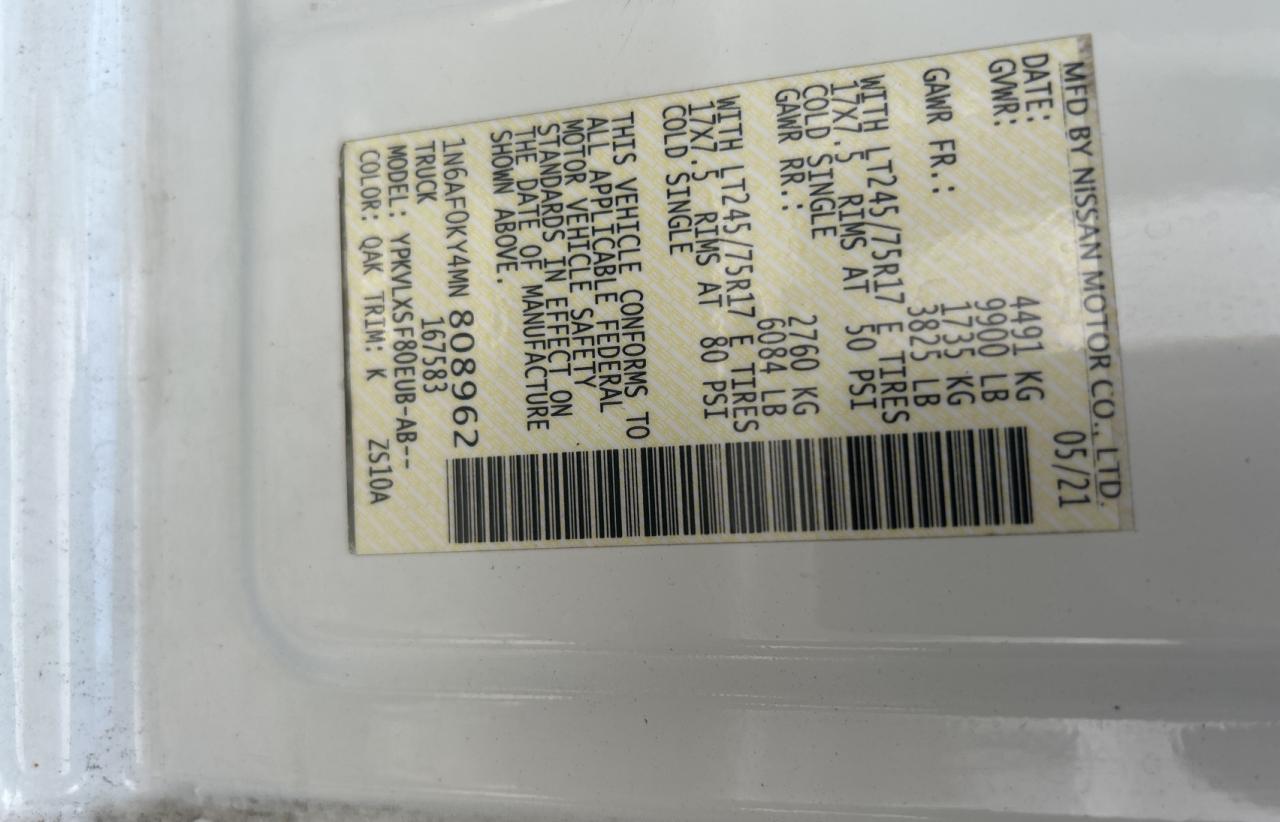 MFD BY NISSAN MOTOR CO., LTD.
DATE: 05/21
GVWR: 4491 KG
9900 LB
GAWR FR.: 1735 KG
3825 LB
WITH LT245/75R17 E TIRES
17X7.5 RIMS AT 50 PSI
COLD SINGLE
GAWR RR.: 2760 KG
6084 LB
WITH LT245/75R17 E TIRES
17X7.5 RIMS AT 80 PSI
COLD SINGLE
THIS VEHICLE CONFORMS TO
ALL APPLICABLE FEDERAL
MOTOR VEHICLE SAFETY
STANDARDS IN EFFECT ON
THE DATE OF MANUFACTURE
SHOWN ABOVE.
1N6AF0KY4MN 808962
TRUCK 167583
MODEL: YPKVLXSF80EUB-AB--
COLOR: QAK TRIM: K ZS10A